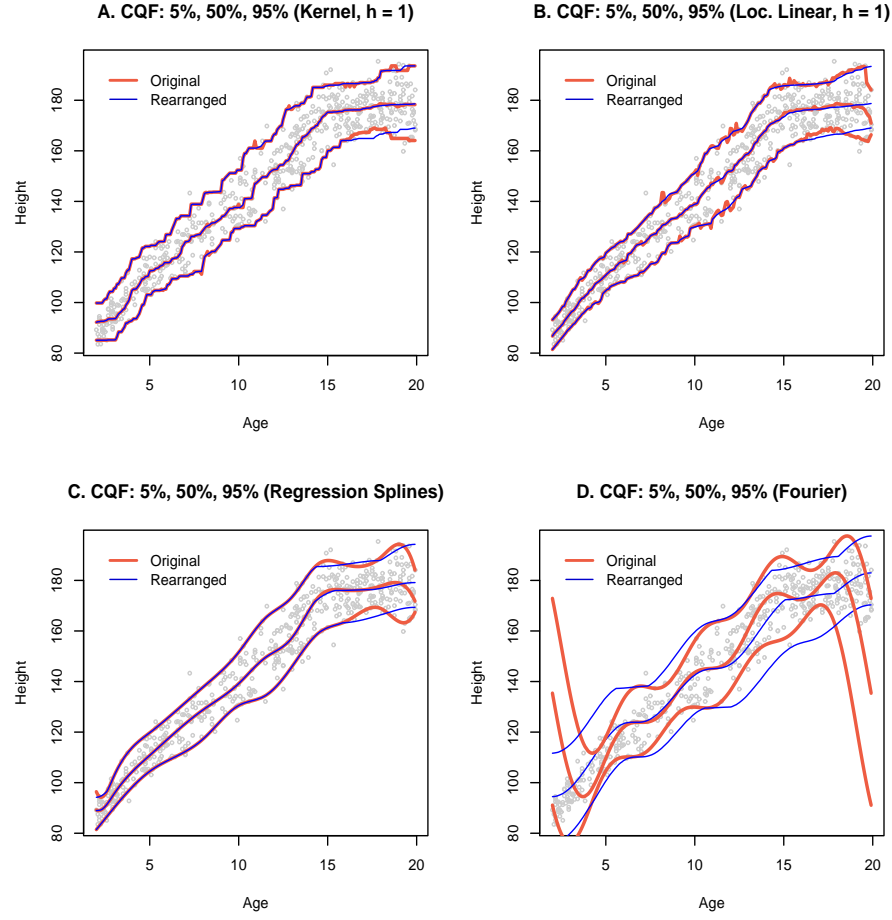 A. CQF: 5%, 50%, 95% (Kernel, h = 1)
Original
Rearranged
Height
80 100 120 140 160 180
5 10 15 20
Age
B. CQF: 5%, 50%, 95% (Loc. Linear, h = 1)
Original
Rearranged
Height
80 100 120 140 160 180
5 10 15 20
Age
C. CQF: 5%, 50%, 95% (Regression Splines)
Original
Rearranged
Height
80 100 120 140 160 180
5 10 15 20
Age
D. CQF: 5%, 50%, 95% (Fourier)
Original
Rearranged
Height
80 100 120 140 160 180
5 10 15 20
Age